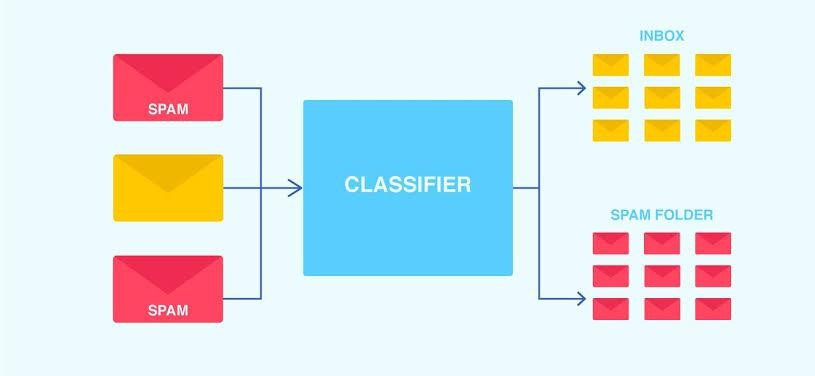 SPAM
SPAM
CLASSIFIER
INBOX
SPAM FOLDER